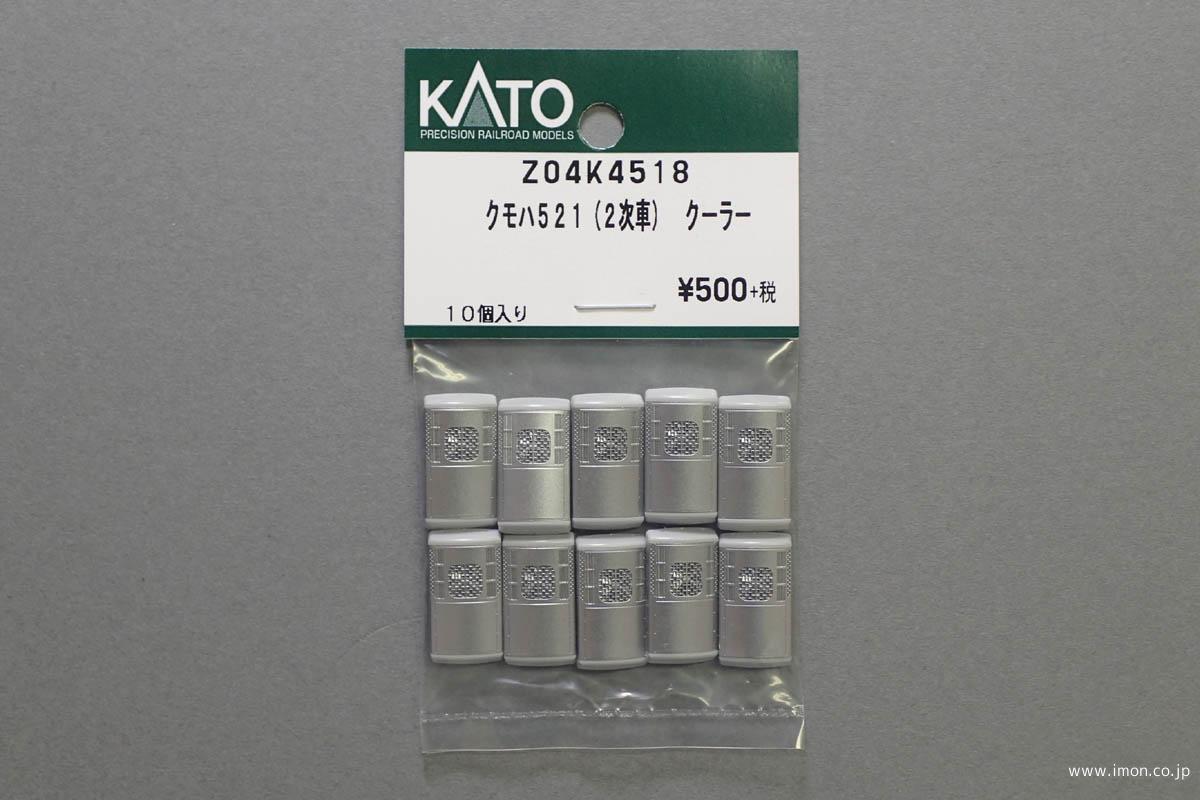 KATO
PRECISION RAILROAD MODELS
Z04K4518
クモハ521(2次車) クーラー
¥500+税
10個入り
www.imon.co.jp